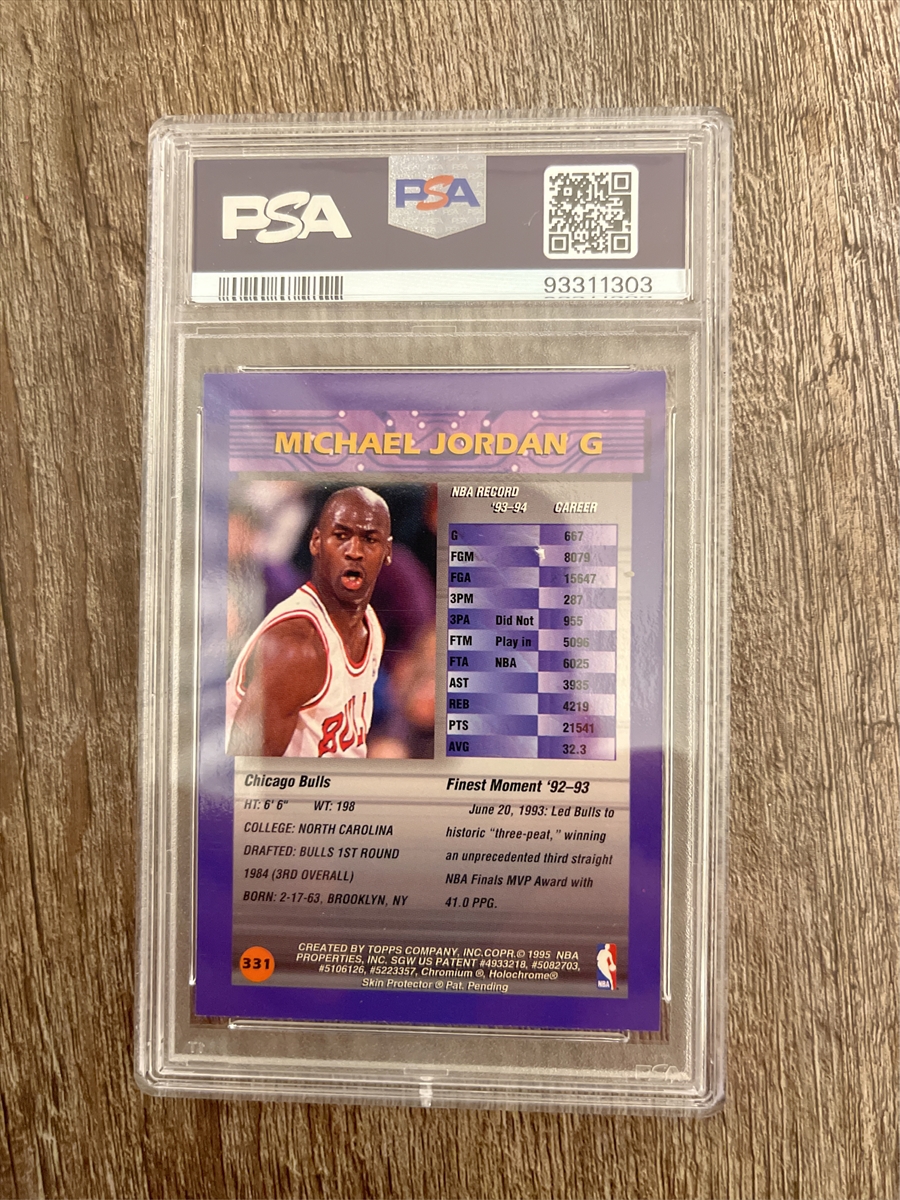 PSA
PSA
93311303
MICHAEL JORDAN G
NBA RECORD
'93-94 CAREER
G 667
FGM 8079
FGA 15647
3PM 287
3PA Did Not 955
FTM Play in 5096
FTA NBA 6025
AST 3935
REB 4219
PTS 21541
AVG 32.3
BULL
Chicago Bulls
HT: 6' 6" WT: 198
COLLEGE: NORTH CAROLINA
DRAFTED: BULLS 1ST ROUND
1984 (3RD OVERALL)
BORN: 2-17-63, BROOKLYN, NY
Finest Moment '92–93
June 20, 1993: Led Bulls to
historic "three-peat," winning
an unprecedented third straight
NBA Finals MVP Award with
41.0 PPG.
331
CREATED BY TOPPS COMPANY, INC.COPR.© 1995 NBA
PROPERTIES, INC. SGW US PATENT #4933218, #5082703,
#5106126, #5223357, Chromium ®, Holochrome®
Skin Protector ® Pat. Pending
NBA
PSA